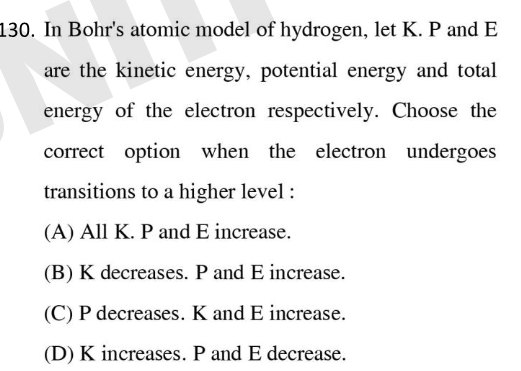 130. In Bohr's atomic model of hydrogen, let K. P and E
are the kinetic energy, potential energy and total
energy of the electron respectively. Choose the
correct option when the electron undergoes
transitions to a higher level :
(A) All K. P and E increase.
(B) K decreases. P and E increase.
(C) P decreases. K and E increase.
(D) K increases. P and E decrease.